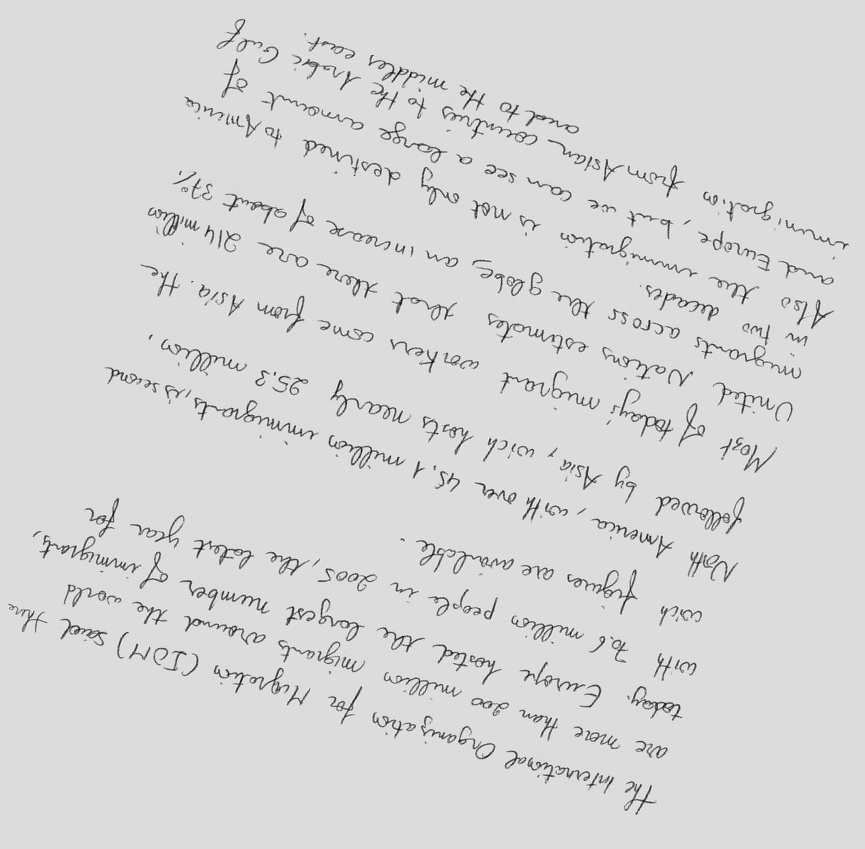 the International Organization for Migration (IOM) said there
are more than 200 million migrants around the world
today. Europe hosted the largest number of immigrants,
with 70.6 million people in 2005, the latest year for
wich figures are available.
North America, with over 45.1 million immigrants, is second
followed by Asia, wich hosts nearly 25.3 million,
Most of today's migrant workers come from Asia. the
United Nations estimates that there are 214 million
migrants across the globe, an increase of about 37%
in two decades.
Also the immigration is not only destined to America
and Europe, but we can see a large amount of
immigration from Asian countries to the Arabic Gulf
and to the middles east.